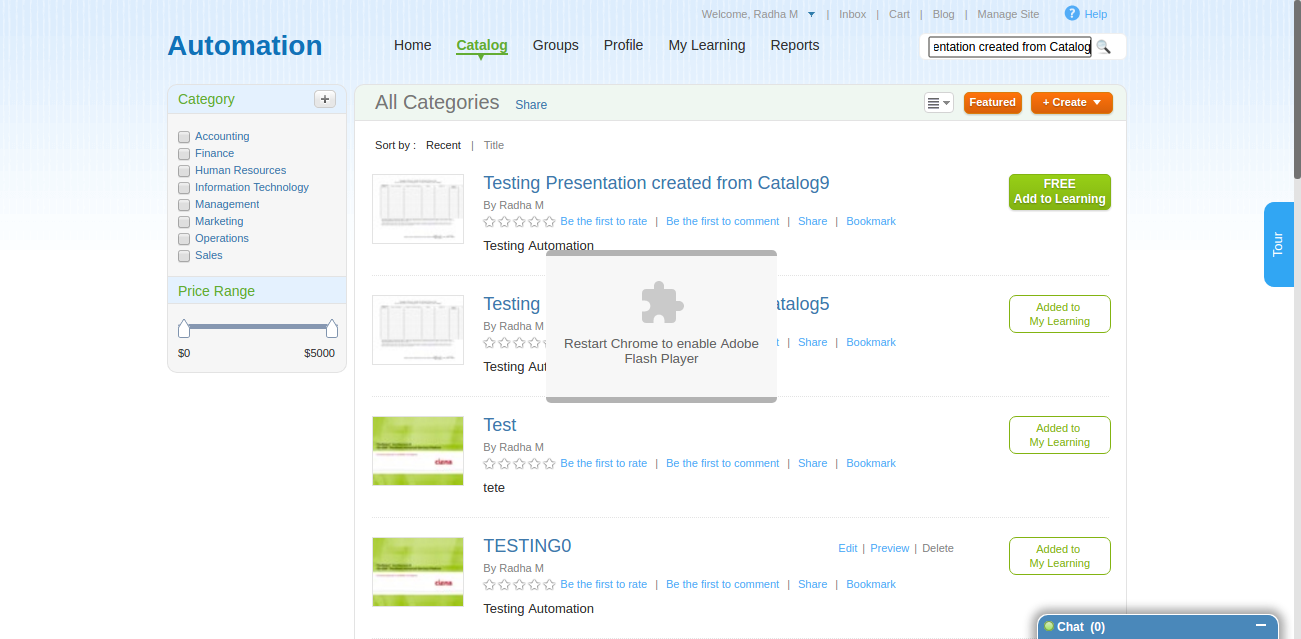 Welcome, Radha M | Inbox | Cart | Blog | Manage Site ? Help
Automation
Home Catalog Groups Profile My Learning Reports
entation created from Catalog
Category +
Accounting
Finance
Human Resources
Information Technology
Management
Marketing
Operations
Sales
Price Range
$0 $5000
All Categories Share
Featured + Create
Sort by : Recent | Title
Testing Presentation created from Catalog9
By Radha M
Be the first to rate | Be the first to comment | Share | Bookmark
Testing Automation
FREE
Add to Learning
Tour
Testing atalog5
By Radha M
t | Share | Bookmark
Testing Aut
Added to
My Learning
Restart Chrome to enable Adobe
Flash Player
Test
By Radha M
Be the first to rate | Be the first to comment | Share | Bookmark
tete
Added to
My Learning
TESTING0
Edit | Preview | Delete
By Radha M
Be the first to rate | Be the first to comment | Share | Bookmark
Testing Automation
Added to
My Learning
Chat (0)